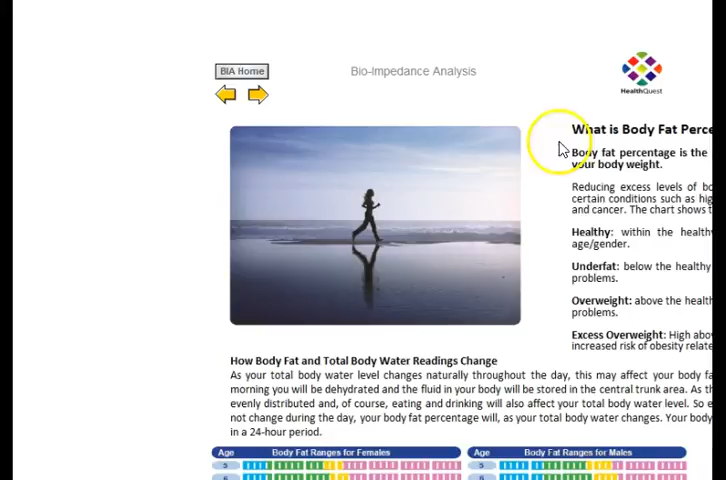 BIA Home
Bio-Impedance Analysis
HealthQuest
What is Body Fat Perce
Body fat percentage is the
your body weight.
Reducing excess levels of bo
certain conditions such as hig
and cancer. The chart shows t
Healthy: within the healthy
age/gender.
Underfat: below the healthy
problems.
Overweight: above the health
problems.
Excess Overweight: High abov
increased risk of obesity relate
How Body Fat and Total Body Water Readings Change
As your total body water level changes naturally throughout the day, this may affect your body fa
morning you will be dehydrated and the fluid in your body will be stored in the central trunk area. As th
evenly distributed and, of course, eating and drinking will also affect your total body water level. So e
not change during the day, your body fat percentage will, as your total body water changes. Your body
in a 24-hour period.
Age Body Fat Ranges for Females Age Body Fat Ranges for Males
5 5
6 6